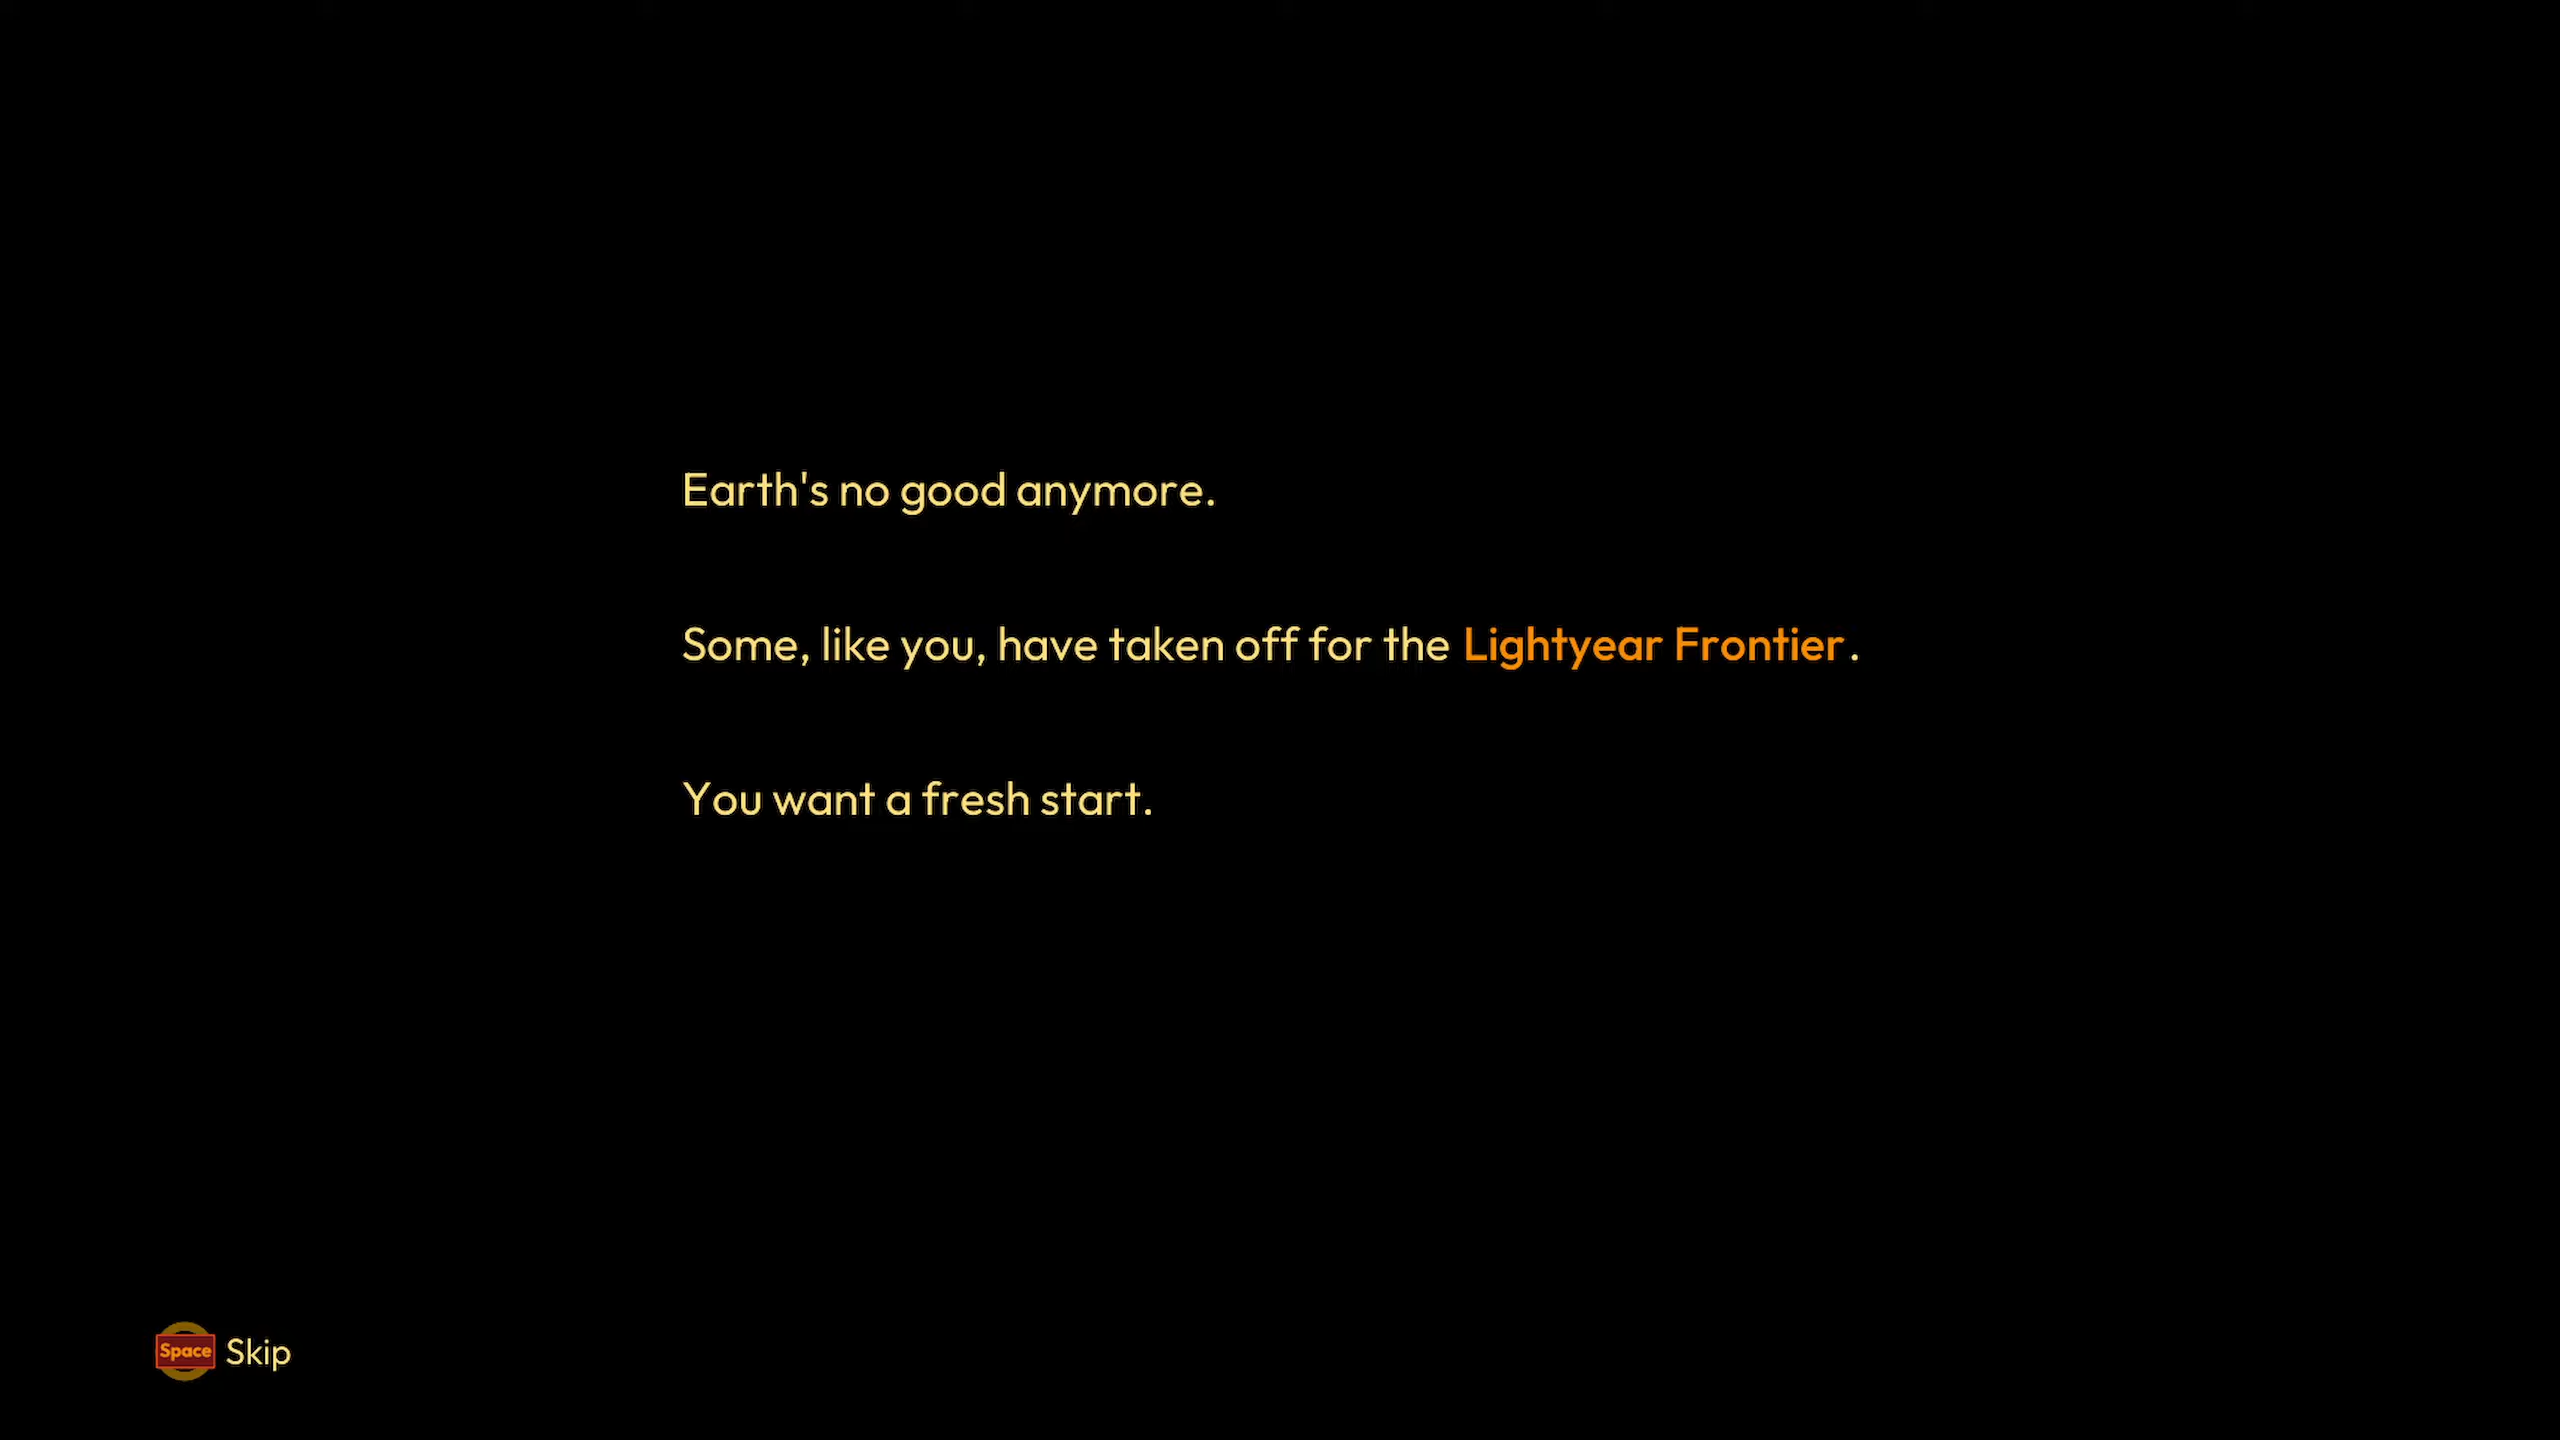 Earth's no good anymore.
Some, like you, have taken off for the Lightyear Frontier.
You want a fresh start.
Space Skip